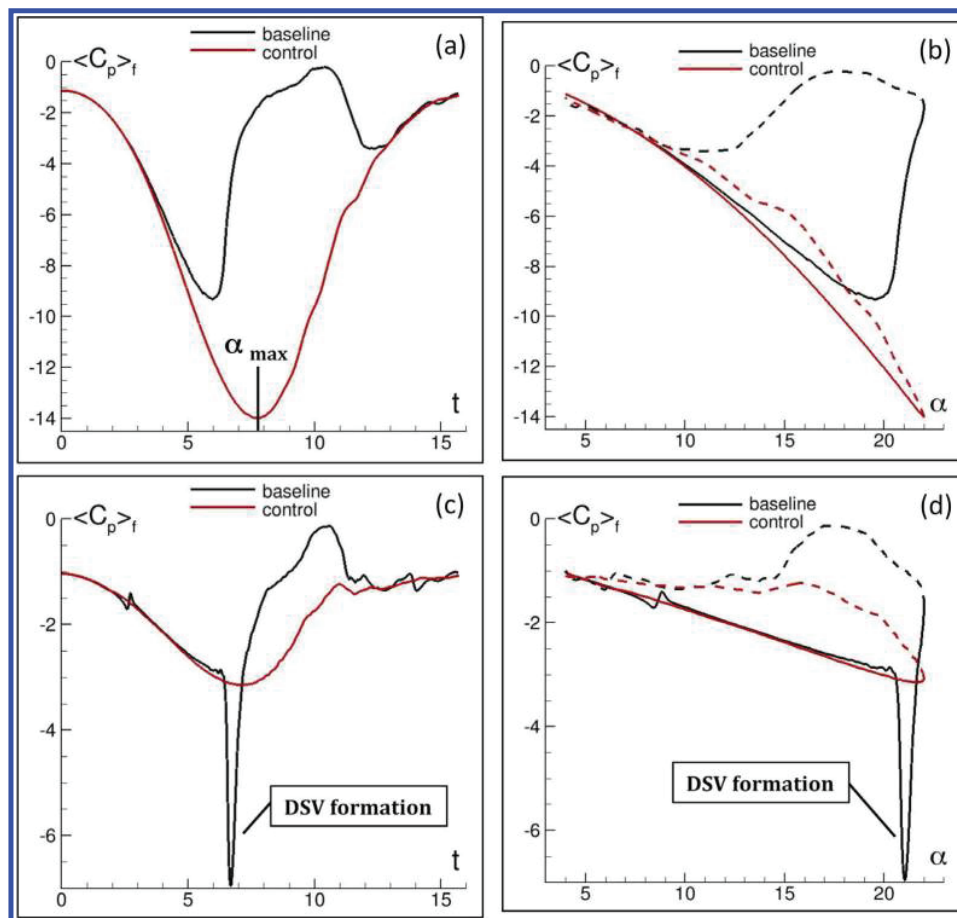 baseline
control
(a)
<Cp>f
0
-2
-4
-6
-8
-10
-12
-14
α max
t
0
5
10
15
baseline
control
(b)
<Cp>f
0
-2
-4
-6
-8
-10
-12
-14
α
5
10
15
20
baseline
control
(c)
<Cp>f
0
-2
-4
-6
DSV formation
t
0
5
10
15
baseline
control
(d)
<Cp>f
0
-2
-4
-6
DSV formation
α
5
10
15
20